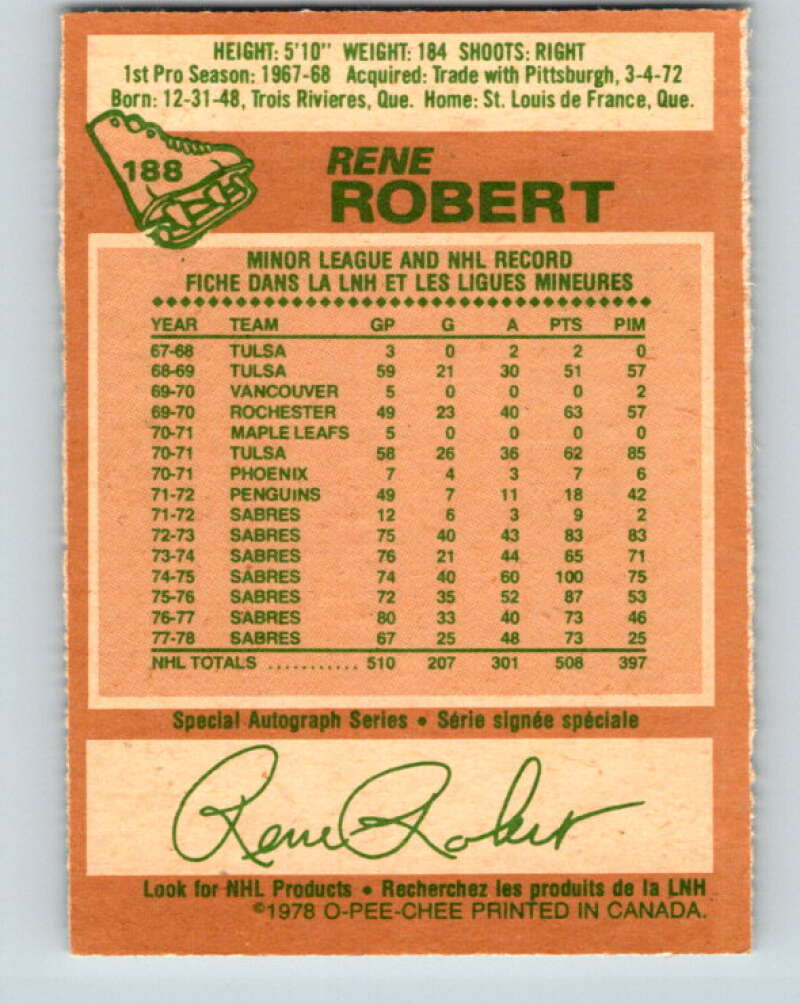 HEIGHT: 5'10" WEIGHT: 184 SHOOTS: RIGHT
1st Pro Season: 1967-68 Acquired: Trade with Pittsburgh, 3-4-72
Born: 12-31-48, Trois Rivieres, Que. Home: St. Louis de France, Que.
188
RENE
ROBERT
MINOR LEAGUE AND NHL RECORD
FICHE DANS LA LNH ET LES LIGUES MINEURES
YEAR TEAM GP G A PTS PIM
67-68 TULSA 3 0 2 2 0
68-69 TULSA 59 21 30 51 57
69-70 VANCOUVER 5 0 0 0 2
69-70 ROCHESTER 49 23 40 63 57
70-71 MAPLE LEAFS 5 0 0 0 0
70-71 TULSA 58 26 36 62 85
70-71 PHOENIX 7 4 3 7 6
71-72 PENGUINS 49 7 11 18 42
71-72 SABRES 12 6 3 9 2
72-73 SABRES 75 40 43 83 83
73-74 SABRES 76 21 44 65 71
74-75 SABRES 74 40 60 100 75
75-76 SABRES 72 35 52 87 53
76-77 SABRES 80 33 40 73 46
77-78 SABRES 67 25 48 73 25
NHL TOTALS ........... 510 207 301 508 397
Special Autograph Series • Série signée spéciale
Rene Robert
Look for NHL Products • Recherchez les produits de la LNH
©1978 O-PEE-CHEE PRINTED IN CANADA.